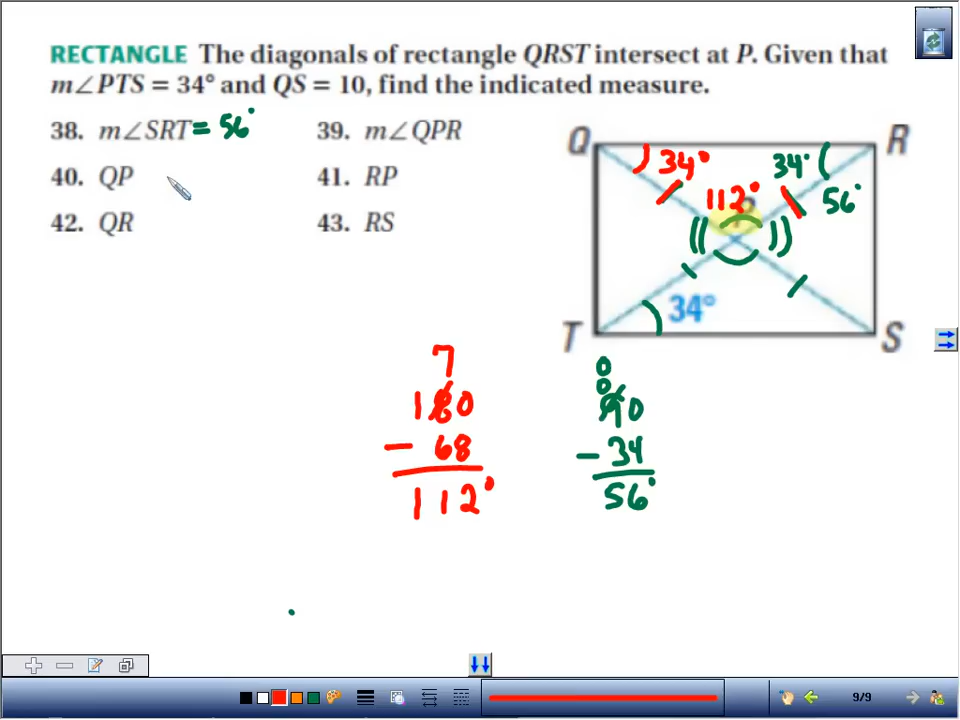 RECTANGLE The diagonals of rectangle QRST intersect at P. Given that
m∠PTS = 34° and QS = 10, find the indicated measure.
38. m∠SRT = 56°
39. m∠QPR
40. QP
41. RP
42. QR
43. RS
Q
R
34°
34°
112°
56°
P
34°
T
S
7
180
- 68
112°
0
0
90
- 34
56°
9/9